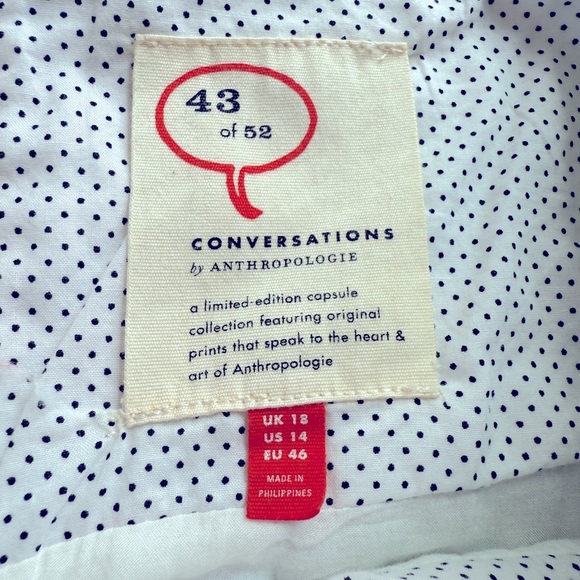 43
of 52
CONVERSATIONS
by ANTHROPOLOGIE
a limited-edition capsule
collection featuring original
prints that speak to the heart &
art of Anthropologie
UK 18
US 14
EU 46
MADE IN
PHILIPPINES